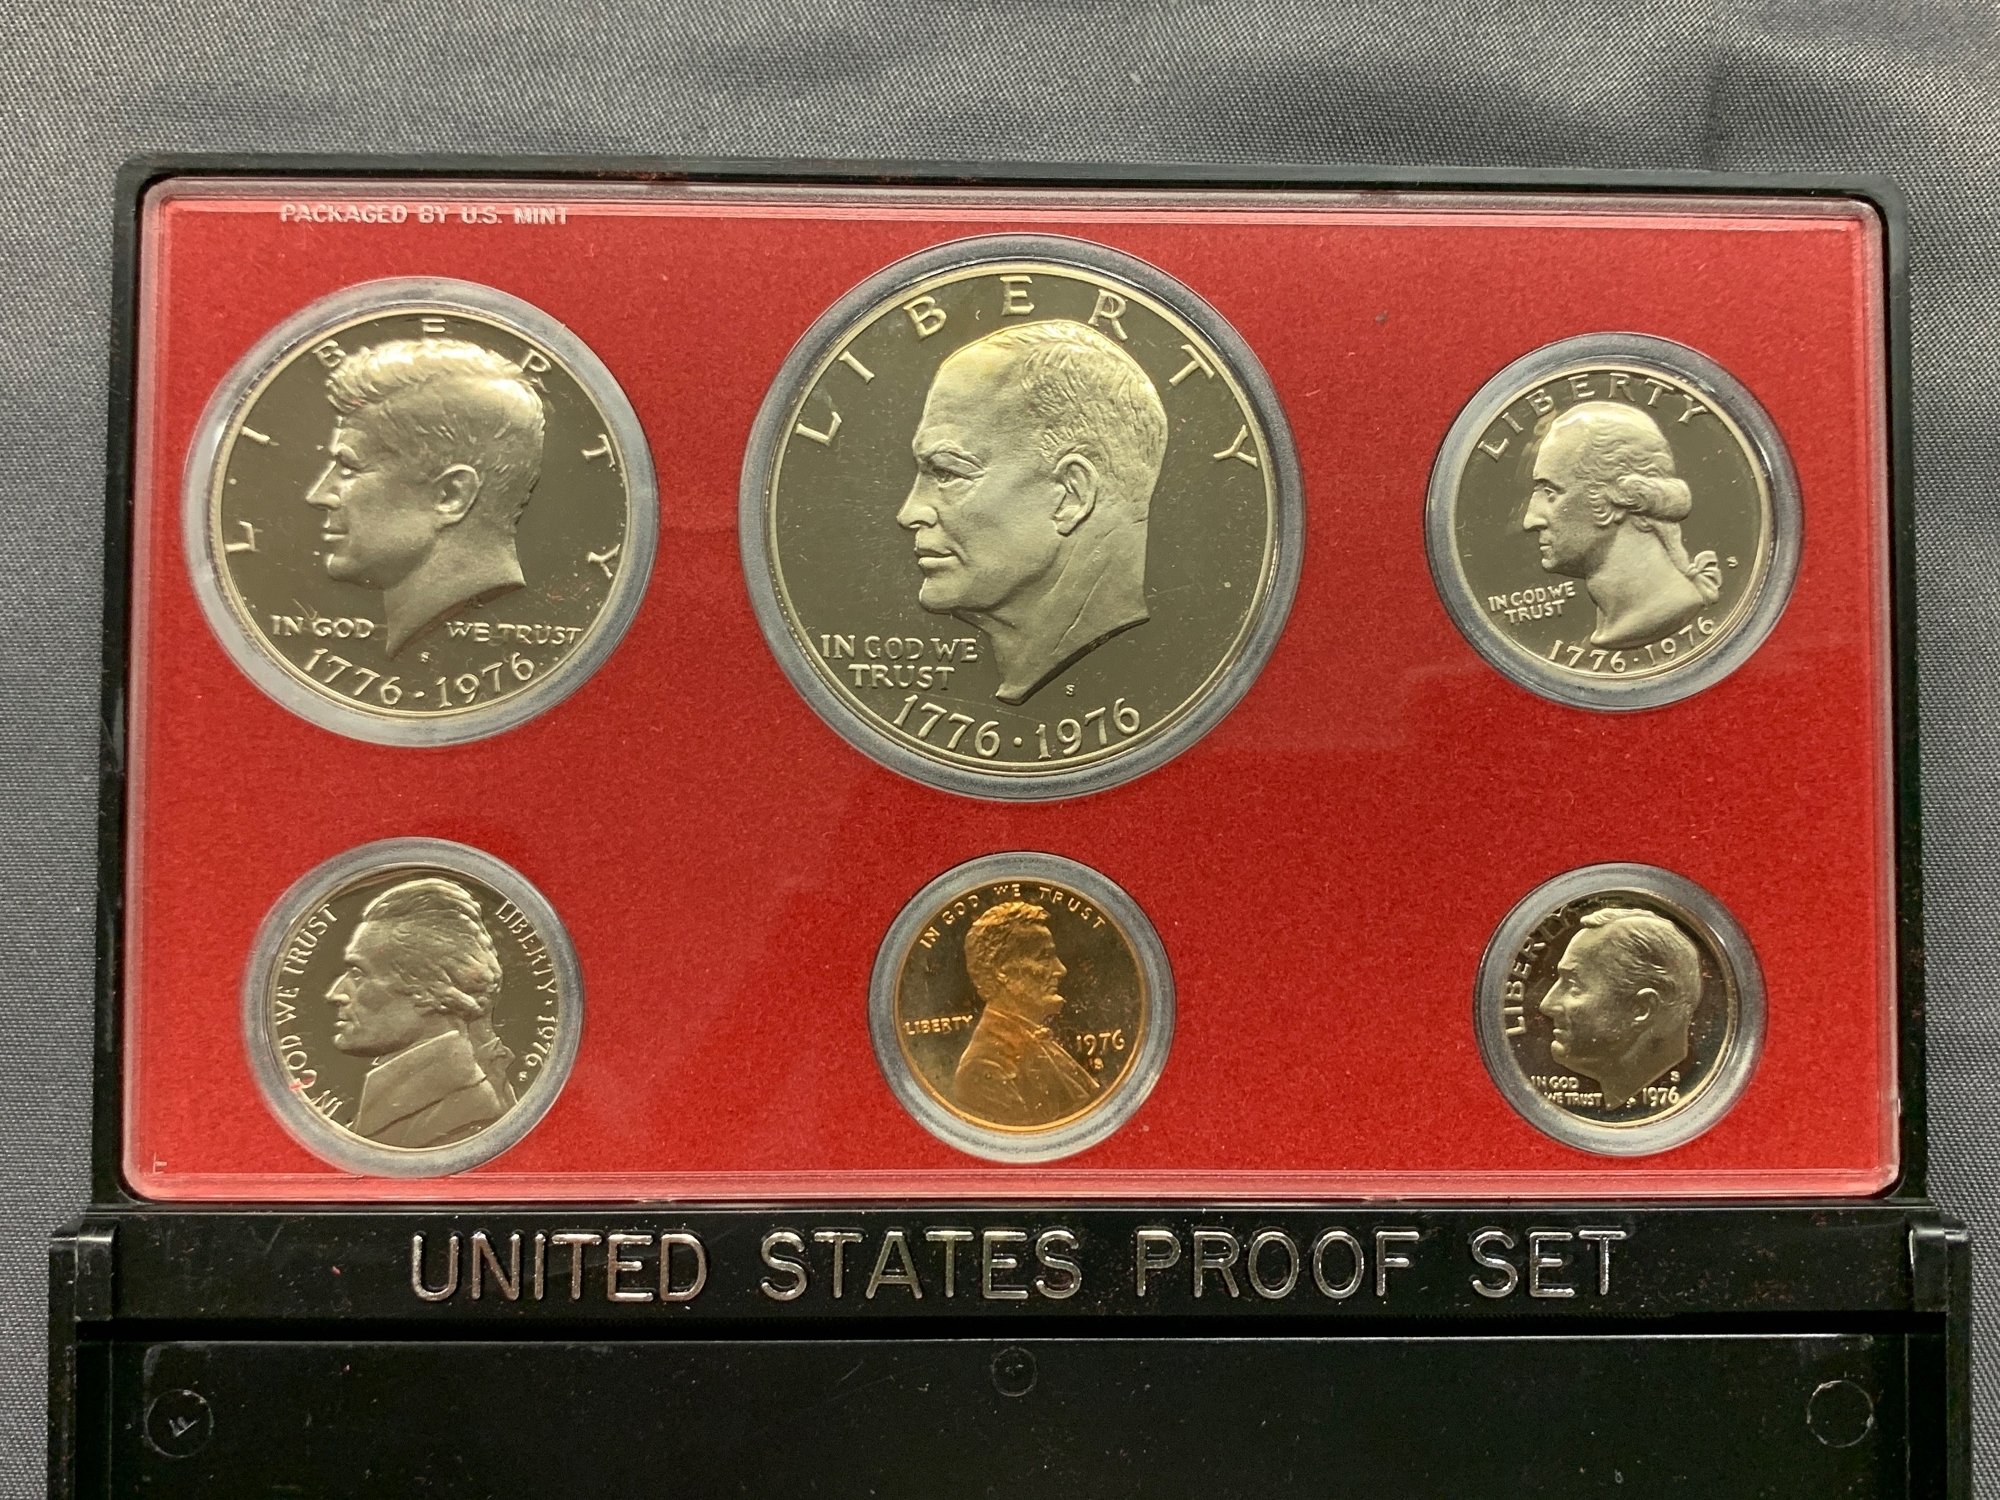 PACKAGED BY U.S. MINT
LIBERTY
IN GOD WE TRUST
S
1776·1976
LIBERTY
IN GOD WE
TRUST
S
1776·1976
LIBERTY
S
IN GOD WE
TRUST
1776·1976
IN GOD WE TRUST
LIBERTY·1976
S
IN GOD WE TRUST
LIBERTY
1976
S
LIBERTY
IN GOD
WE TRUST
S
1976
UNITED STATES PROOF SET